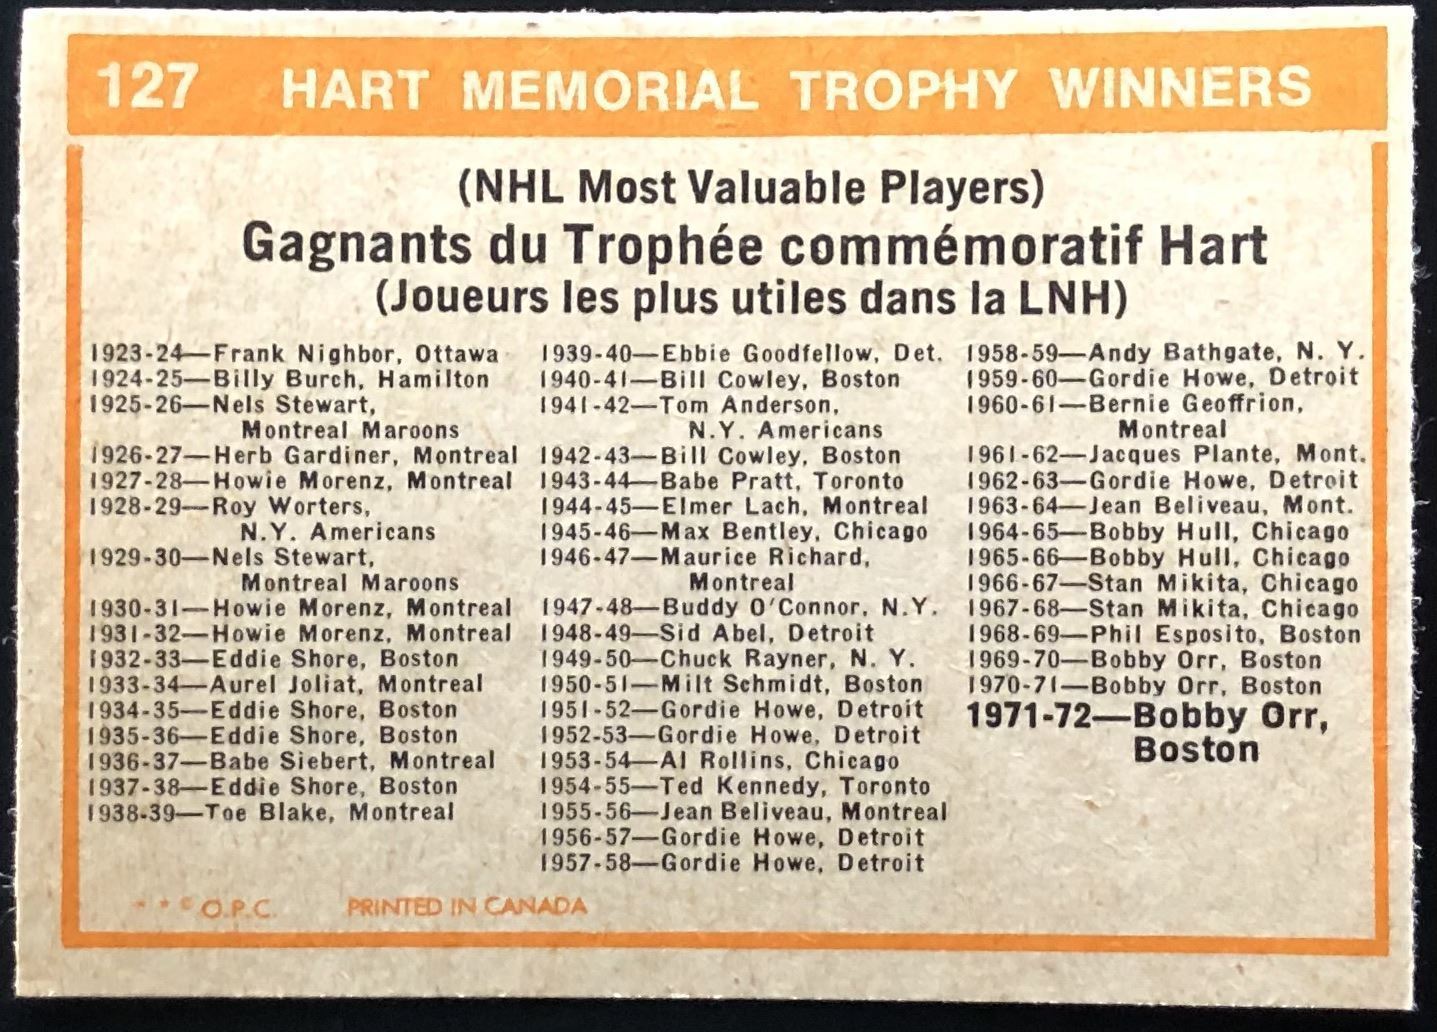 127 HART MEMORIAL TROPHY WINNERS
(NHL Most Valuable Players)
Gagnants du Trophée commémoratif Hart
(Joueurs les plus utiles dans la LNH)
1923-24—Frank Nighbor, Ottawa
1924-25—Billy Burch, Hamilton
1925-26—Nels Stewart,
Montreal Maroons
1926-27—Herb Gardiner, Montreal
1927-28—Howie Morenz, Montreal
1928-29—Roy Worters,
N.Y. Americans
1929-30—Nels Stewart,
Montreal Maroons
1930-31—Howie Morenz, Montreal
1931-32—Howie Morenz, Montreal
1932-33—Eddie Shore, Boston
1933-34—Aurel Joliat, Montreal
1934-35—Eddie Shore, Boston
1935-36—Eddie Shore, Boston
1936-37—Babe Siebert, Montreal
1937-38—Eddie Shore, Boston
1938-39—Toe Blake, Montreal
1939-40—Ebbie Goodfellow, Det.
1940-41—Bill Cowley, Boston
1941-42—Tom Anderson,
N.Y. Americans
1942-43—Bill Cowley, Boston
1943-44—Babe Pratt, Toronto
1944-45—Elmer Lach, Montreal
1945-46—Max Bentley, Chicago
1946-47—Maurice Richard,
Montreal
1947-48—Buddy O'Connor, N.Y.
1948-49—Sid Abel, Detroit
1949-50—Chuck Rayner, N. Y.
1950-51—Milt Schmidt, Boston
1951-52—Gordie Howe, Detroit
1952-53—Gordie Howe, Detroit
1953-54—Al Rollins, Chicago
1954-55—Ted Kennedy, Toronto
1955-56—Jean Beliveau, Montreal
1956-57—Gordie Howe, Detroit
1957-58—Gordie Howe, Detroit
1958-59—Andy Bathgate, N. Y.
1959-60—Gordie Howe, Detroit
1960-61—Bernie Geoffrion,
Montreal
1961-62—Jacques Plante, Mont.
1962-63—Gordie Howe, Detroit
1963-64—Jean Beliveau, Mont.
1964-65—Bobby Hull, Chicago
1965-66—Bobby Hull, Chicago
1966-67—Stan Mikita, Chicago
1967-68—Stan Mikita, Chicago
1968-69—Phil Esposito, Boston
1969-70—Bobby Orr, Boston
1970-71—Bobby Orr, Boston
1971-72—Bobby Orr,
Boston
* * © O.P.C. PRINTED IN CANADA